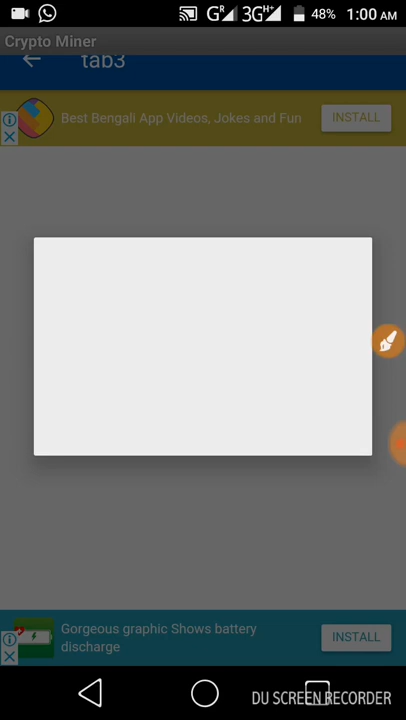 GR 3G H+ 48% 1:00 AM
Crypto Miner
tab3
Best Bengali App Videos, Jokes and Fun
INSTALL
Gorgeous graphic Shows battery
discharge
INSTALL
DU SCREEN RECORDER